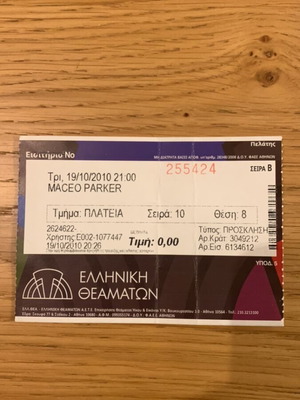 Πελάτης
Εισιτήριο Νο
255424
ΣΕΙΡΑ Β
Τρι, 19/10/2010 21:00
MACEO PARKER
Τμήμα: ΠΛΑΤΕΙΑ Σειρά: 10 Θέση: 8
2624622-
Χρήστης E002-1077447
19/10/2010 20:26
Τιμή: 0,00
Τύπος: ΠΡΟΣΚΛΗΣΗ
Αρ.Κράτ: 3049212
Αρ.Εισ: 6134612
ΕΛΛΗΝΙΚΗ
ΘΕΑΜΑΤΩΝ